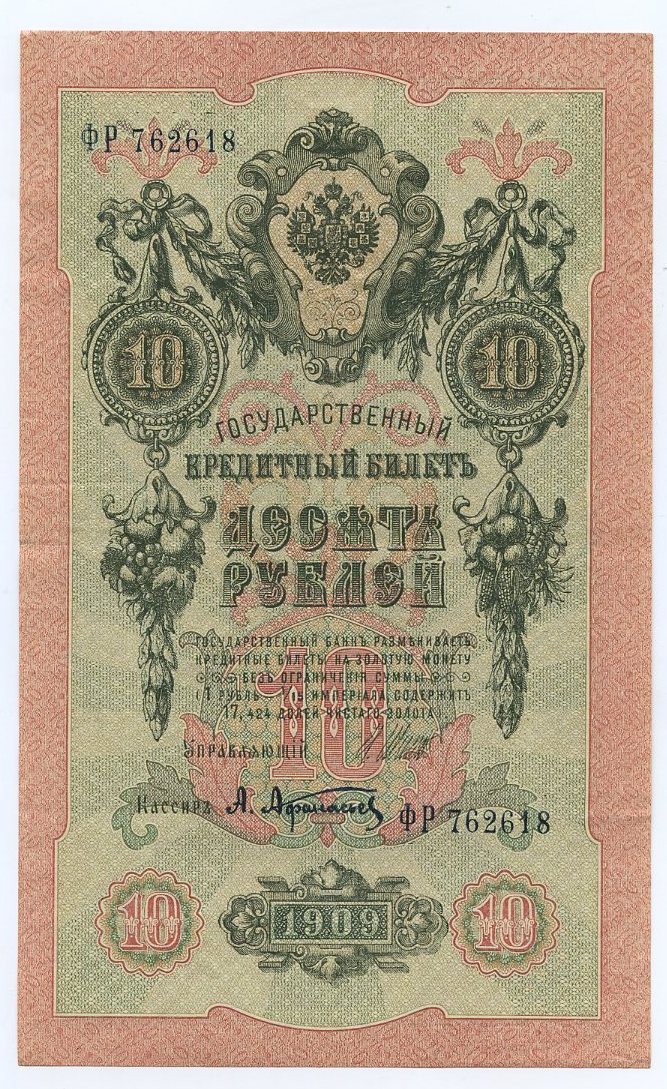 ФР 762618
10
10
ГОСУДАРСТВЕННЫЙ
КРЕДИТНЫЙ БИЛЕТЪ
ДЕСЯТЬ
РУБЛЕЙ
ГОСУДАРСТВЕННЫЙ БАНКЪ РАЗМѢНИВАЕТЪ
КРЕДИТНЫЕ БИЛЕТЫ НА ЗОЛОТУЮ МОНЕТУ
БЕЗЪ ОГРАНИЧЕНІЯ СУММЫ
(1 РУБЛЬ = 1/15 ИМПЕРІАЛА, СОДЕРЖИТЪ
17,424 ДОЛЕЙ ЧИСТАГО ЗОЛОТА)
10
Управляющій
Кассиръ А. Афанасьев
ФР 762618
10
1909
10